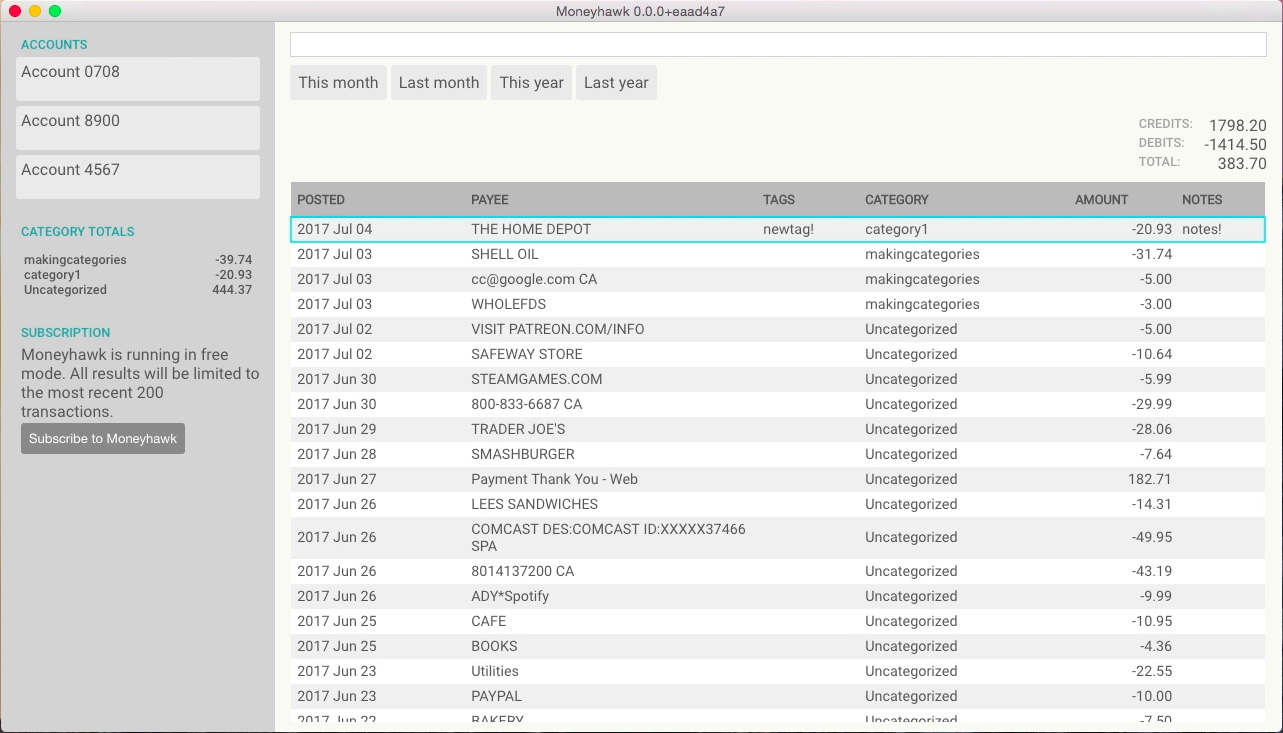 Moneyhawk 0.0.0+eaad4a7
ACCOUNTS
Account 0708
Account 8900
Account 4567
CATEGORY TOTALS
makingcategories -39.74
category1 -20.93
Uncategorized 444.37
SUBSCRIPTION
Moneyhawk is running in free
mode. All results will be limited to
the most recent 200
transactions.
Subscribe to Moneyhawk
This month Last month This year Last year
CREDITS: 1798.20
DEBITS: -1414.50
TOTAL: 383.70
POSTED PAYEE TAGS CATEGORY AMOUNT NOTES
2017 Jul 04 THE HOME DEPOT newtag! category1 -20.93 notes!
2017 Jul 03 SHELL OIL makingcategories -31.74
2017 Jul 03 cc@google.com CA makingcategories -5.00
2017 Jul 03 WHOLEFDS makingcategories -3.00
2017 Jul 02 VISIT PATREON.COM/INFO Uncategorized -5.00
2017 Jul 02 SAFEWAY STORE Uncategorized -10.64
2017 Jun 30 STEAMGAMES.COM Uncategorized -5.99
2017 Jun 30 800-833-6687 CA Uncategorized -29.99
2017 Jun 29 TRADER JOE'S Uncategorized -28.06
2017 Jun 28 SMASHBURGER Uncategorized -7.64
2017 Jun 27 Payment Thank You - Web Uncategorized 182.71
2017 Jun 26 LEES SANDWICHES Uncategorized -14.31
2017 Jun 26 COMCAST DES:COMCAST ID:XXXXX37466 Uncategorized -49.95
SPA
2017 Jun 26 8014137200 CA Uncategorized -43.19
2017 Jun 26 ADY*Spotify Uncategorized -9.99
2017 Jun 25 CAFE Uncategorized -10.95
2017 Jun 25 BOOKS Uncategorized -4.36
2017 Jun 23 Utilities Uncategorized -22.55
2017 Jun 23 PAYPAL Uncategorized -10.00
2017 Jun 22 BAKERY Uncategorized -7.50